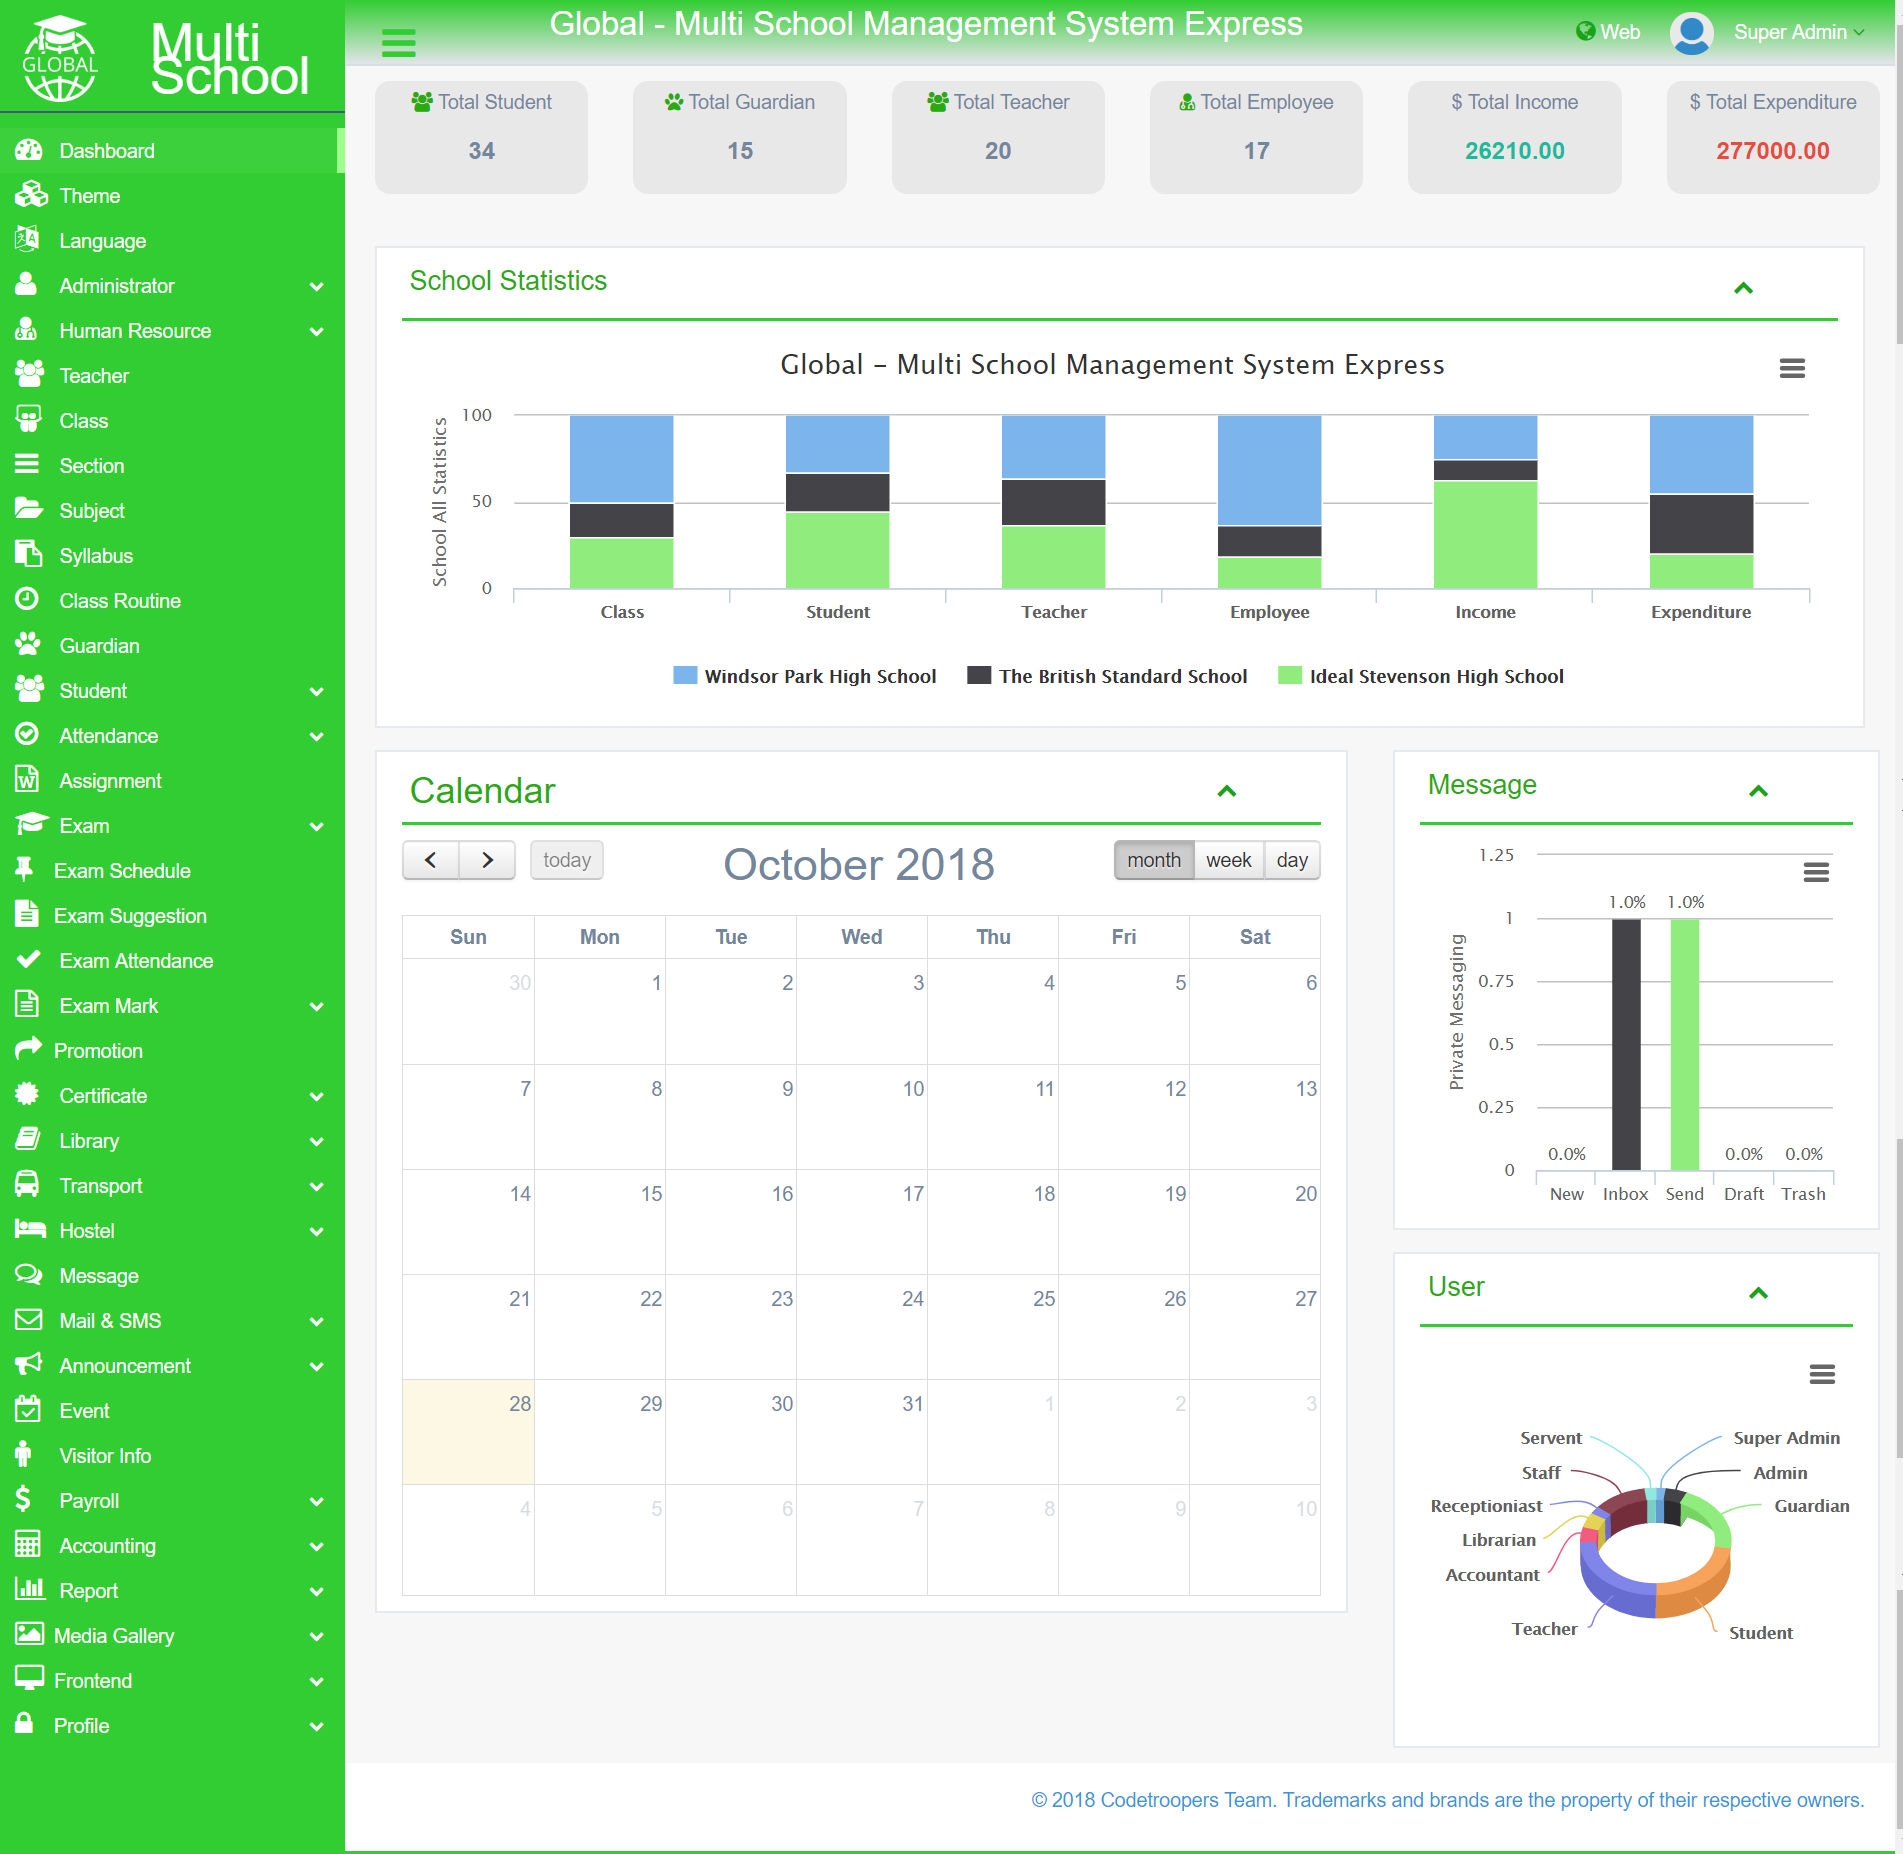 GLOBAL
Multi
School
Global - Multi School Management System Express
Web
Super Admin
Dashboard
Theme
Language
Administrator
Human Resource
Teacher
Class
Section
Subject
Syllabus
Class Routine
Guardian
Student
Attendance
Assignment
Exam
Exam Schedule
Exam Suggestion
Exam Attendance
Exam Mark
Promotion
Certificate
Library
Transport
Hostel
Message
Mail & SMS
Announcement
Event
Visitor Info
Payroll
Accounting
Report
Media Gallery
Frontend
Profile
Total Student
34
Total Guardian
15
Total Teacher
20
Total Employee
17
$ Total Income
26210.00
$ Total Expenditure
277000.00
School Statistics
Global - Multi School Management System Express
School All Statistics
100
50
0
Class Student Teacher Employee Income Expenditure
Windsor Park High School The British Standard School Ideal Stevenson High School
Calendar
today
October 2018
month week day
Sun Mon Tue Wed Thu Fri Sat
30 1 2 3 4 5 6
7 8 9 10 11 12 13
14 15 16 17 18 19 20
21 22 23 24 25 26 27
28 29 30 31 1 2 3
4 5 6 7 8 9 10
Message
Private Messaging
1.25
1
0.75
0.5
0.25
0
0.0% 1.0% 1.0% 0.0% 0.0%
New Inbox Send Draft Trash
User
Servent
Staff
Receptioniast
Librarian
Accountant
Teacher
Super Admin
Admin
Guardian
Student
© 2018 Codetroopers Team. Trademarks and brands are the property of their respective owners.